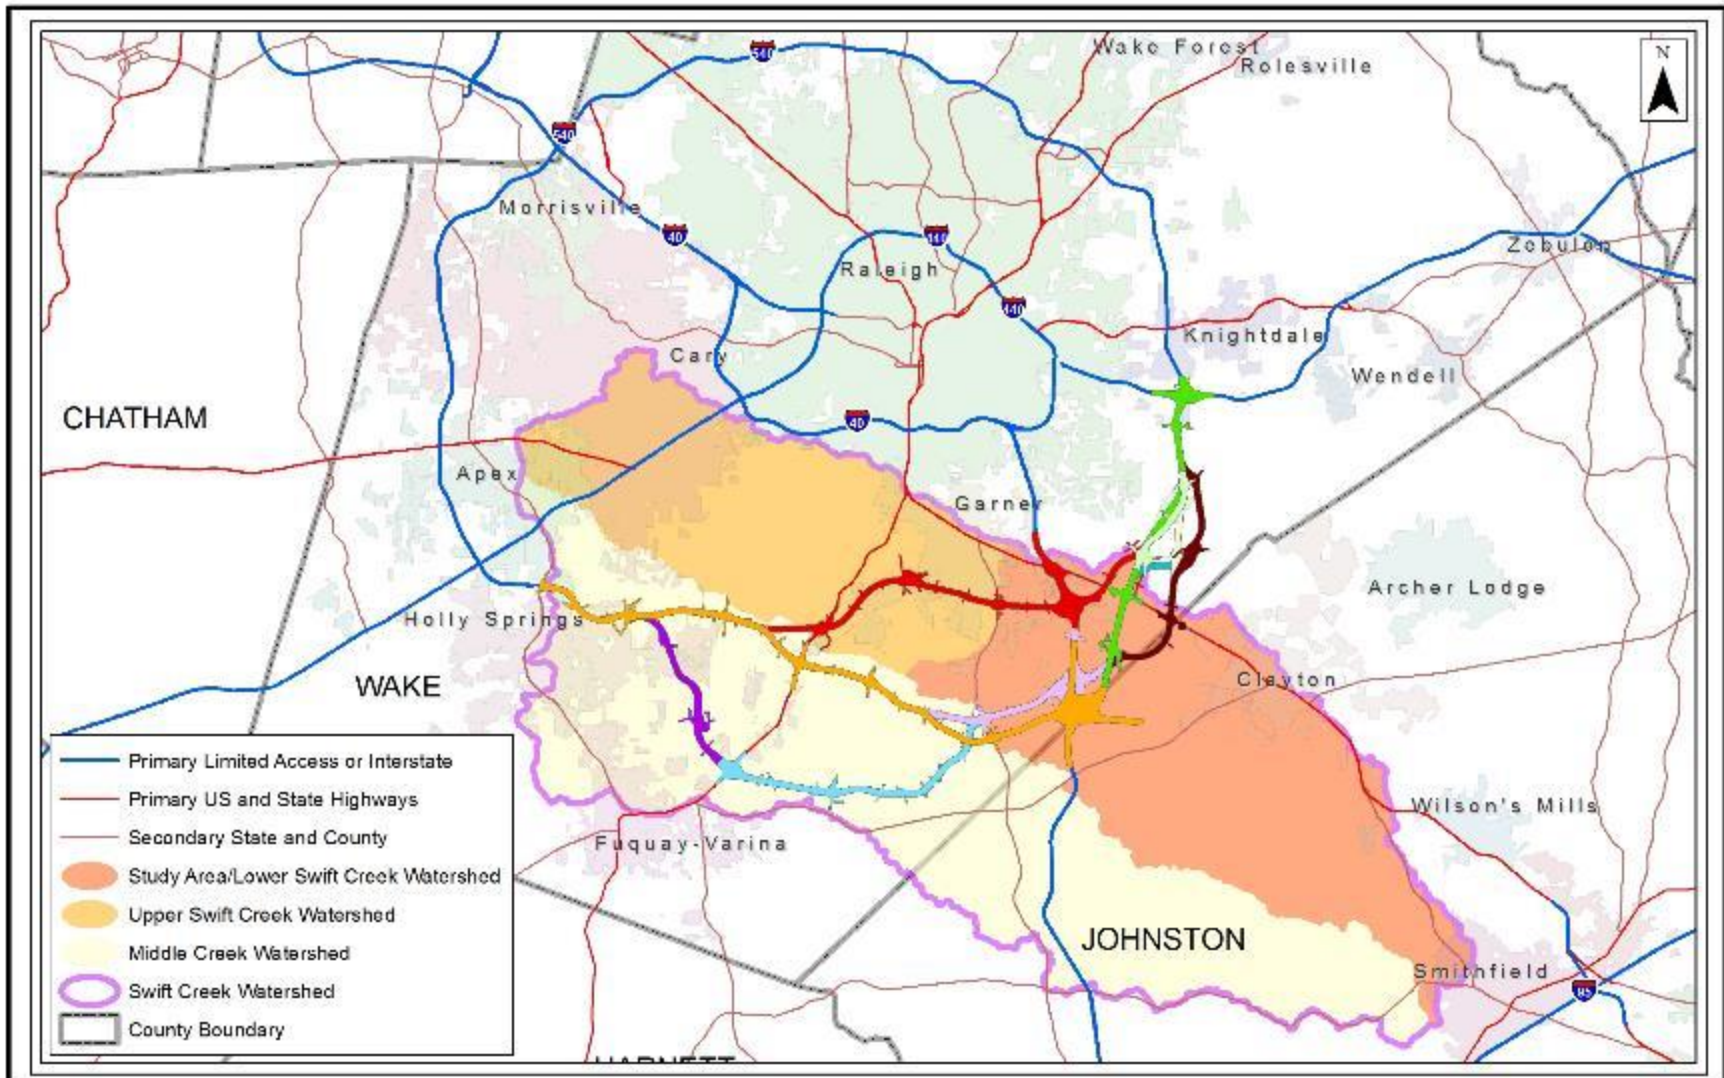 Wake Forest
Rolesville
N
540
540
Morrisville
40
440
Raleigh
Zebulon
440
Knightdale
Cary
Wendell
CHATHAM
40
Apex
Garner
Archer Lodge
Holly Springs
WAKE
Clayton
Primary Limited Access or Interstate
Primary US and State Highways
Secondary State and County
Study Area/Lower Swift Creek Watershed
Upper Swift Creek Watershed
Middle Creek Watershed
Swift Creek Watershed
County Boundary
Wilson's Mills
Fuquay-Varina
JOHNSTON
Smithfield
95
HARNETT